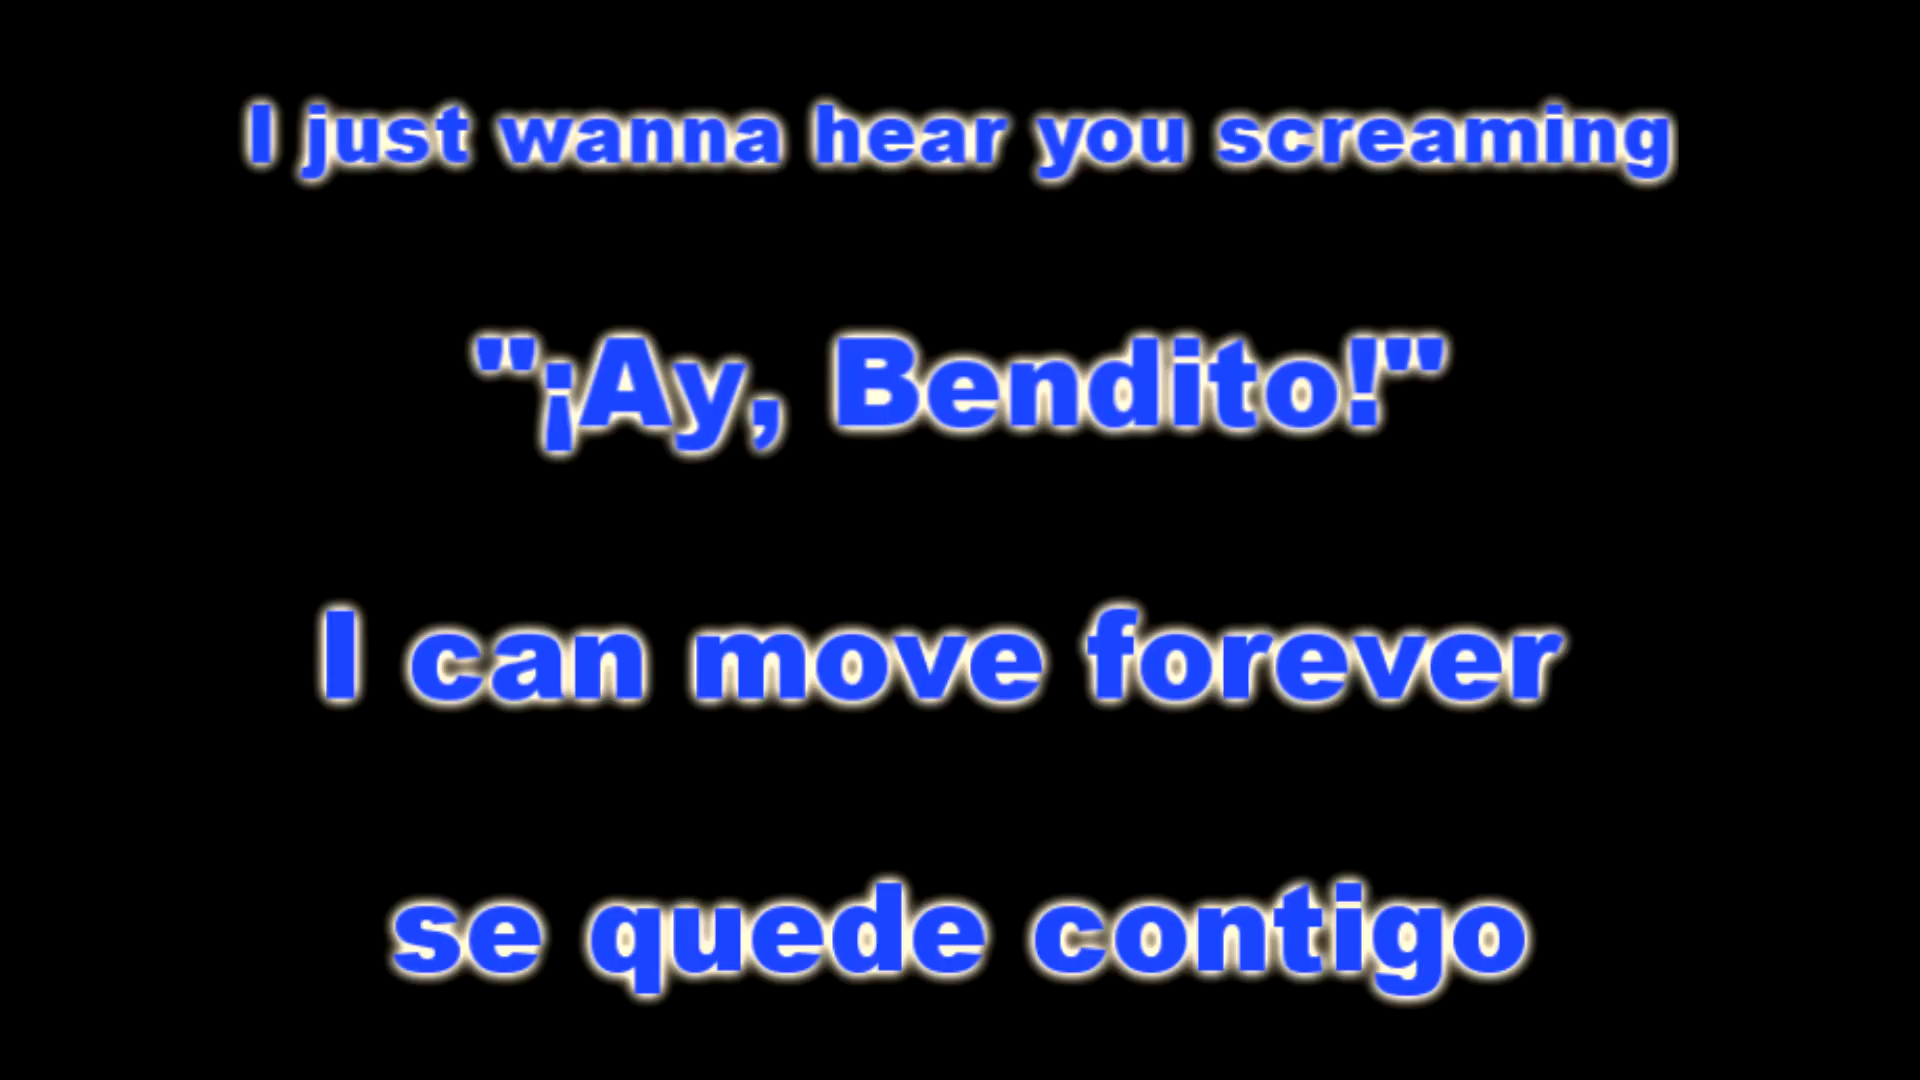 I just wanna hear you screaming
"¡Ay, Bendito!"
I can move forever
se quede contigo